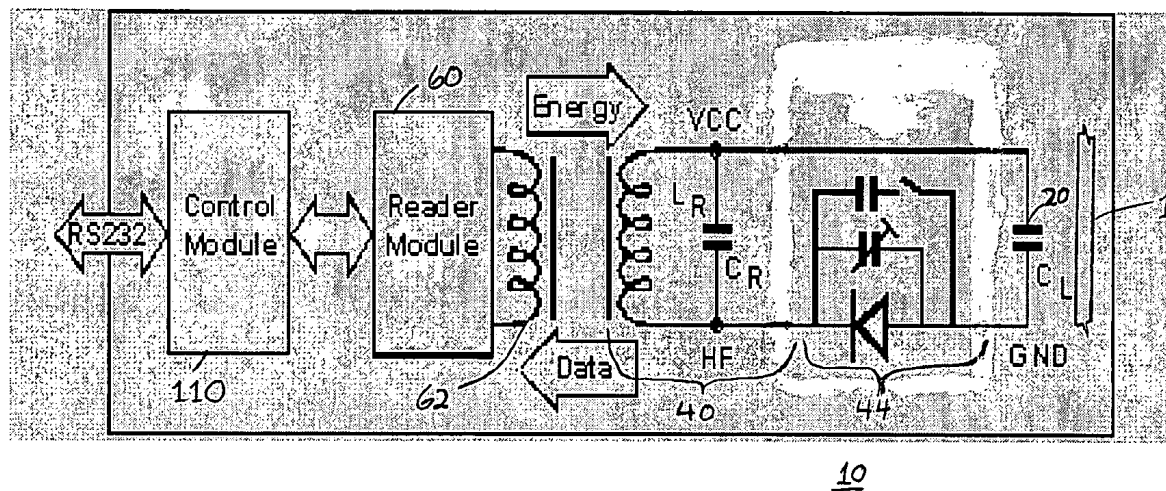 60
Energy
VCC
RS232
Control
Module
Reader
Module
L R
C R
20
C L
110
62
Data
HF
40
44
GND
10